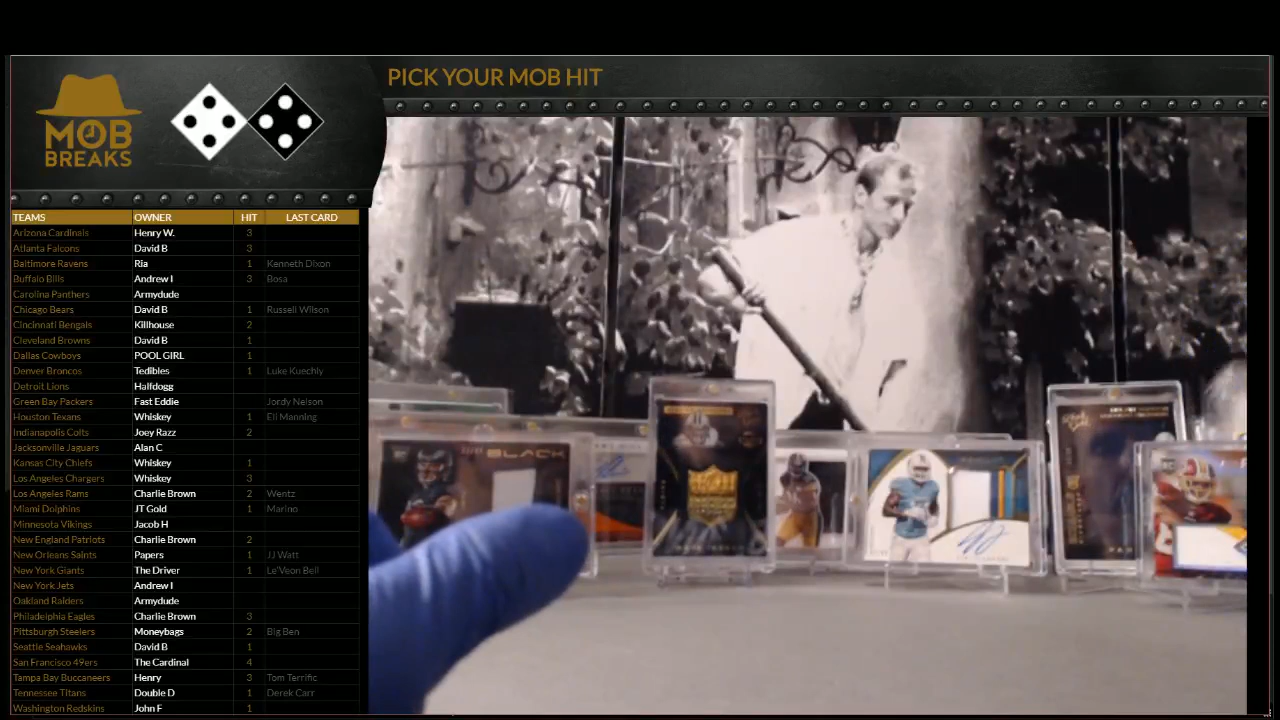 PICK YOUR MOB HIT
MOB
BREAKS
TEAMS OWNER HIT LAST CARD
Arizona Cardinals Henry W. 3
Atlanta Falcons David B 3
Baltimore Ravens Ria 1 Kenneth Dixon
Buffalo Bills Andrew I 3 Bosa
Carolina Panthers Armydude
Chicago Bears David B 1 Russell Wilson
Cincinnati Bengals Killhouse 2
Cleveland Browns David B 1
Dallas Cowboys POOL GIRL 1
Denver Broncos Tedibles 1 Luke Kuechly
Detroit Lions Halfdogg
Green Bay Packers Fast Eddie Jordy Nelson
Houston Texans Whiskey 1 Eli Manning
Indianapolis Colts Joey Razz 2
Jacksonville Jaguars Alan C
Kansas City Chiefs Whiskey 1
Los Angeles Chargers Whiskey 3
Los Angeles Rams Charlie Brown 2 Wentz
Miami Dolphins JT Gold 1 Marino
Minnesota Vikings Jacob H
New England Patriots Charlie Brown 2
New Orleans Saints Papers 1 JJ Watt
New York Giants The Driver 1 Le'Veon Bell
New York Jets Andrew I
Oakland Raiders Armydude
Philadelphia Eagles Charlie Brown 3
Pittsburgh Steelers Moneybags 2 Big Ben
Seattle Seahawks David B 1
San Francisco 49ers The Cardinal 4
Tampa Bay Buccaneers Henry 3 Tom Terrific
Tennessee Titans Double D 1 Derek Carr
Washington Redskins John F 1
BLACK
RC